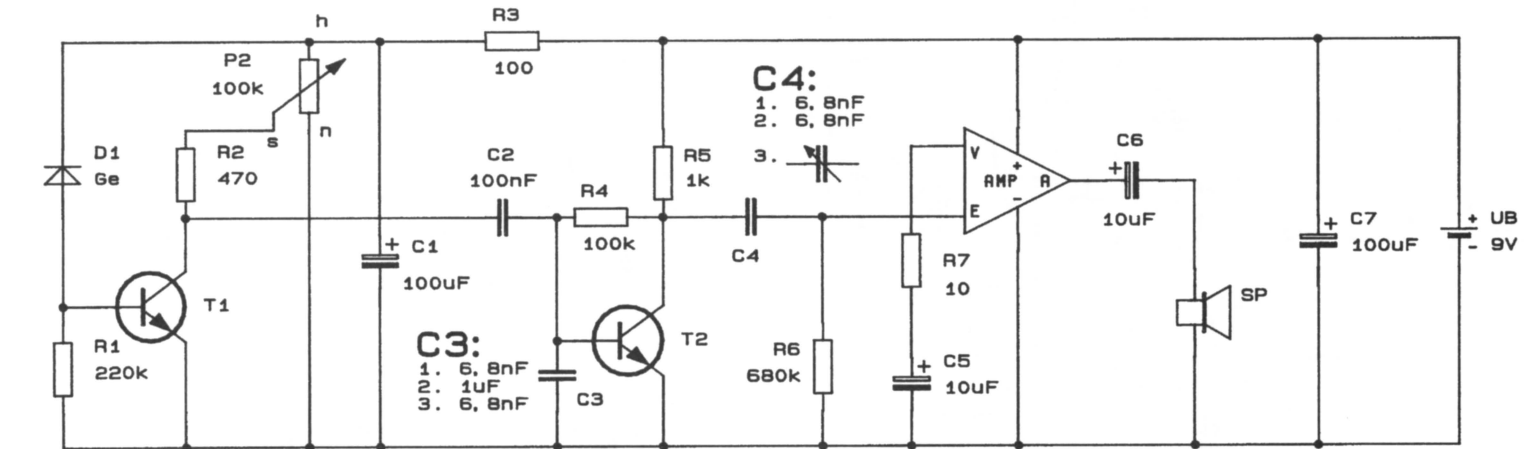 h
R3
100
P2
100k
s
n
D1
Ge
R2
470
C2
100nF
R4
100k
R5
1k
C4:
1. 6,8nF
2. 6,8nF
3.
C4
V
E
AMP
A
+
-
C6
+
10uF
+
C1
100uF
T1
R1
220k
C3:
1. 6,8nF
2. 1uF
3. 6,8nF
C3
T2
R6
680k
R7
10
+
C5
10uF
SP
+
C7
100uF
+
-
UB
9V